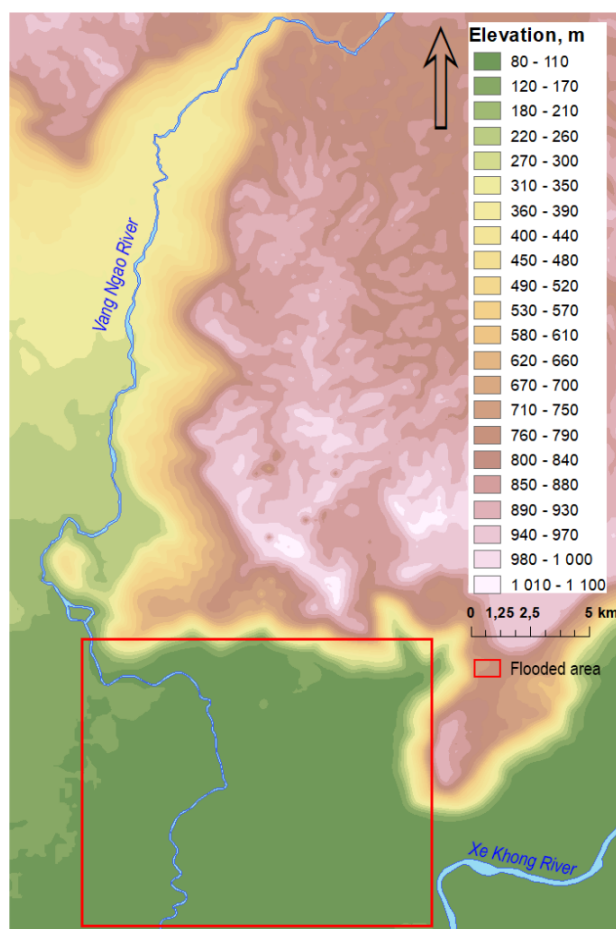 Elevation, m
80 - 110
120 - 170
180 - 210
220 - 260
270 - 300
310 - 350
360 - 390
400 - 440
450 - 480
490 - 520
530 - 570
580 - 610
620 - 660
670 - 700
710 - 750
760 - 790
800 - 840
850 - 880
890 - 930
940 - 970
980 - 1 000
1 010 - 1 100
0 1,25 2,5 5 km
Flooded area
Vang Ngao River
Xe Khong River